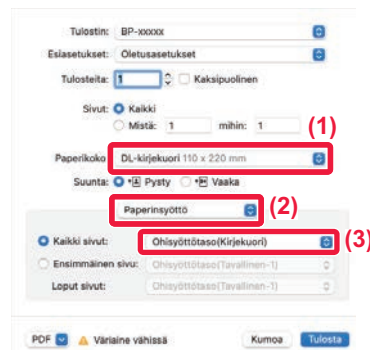 Tulostin: BP-xxxxx
Esiasetukset: Oletusasetukset
Tulosteita: 1 Kaksipuolinen
Sivut: Kaikki
Mistä: 1 mihin: 1
(1)
Paperikoko DL-kirjekuori 110 x 220 mm
Suunta: Pysty Vaaka
Paperinsyöttö (2)
Kaikki sivut: Ohisyöttötaso(Kirjekuori) (3)
Ensimmäinen sivu: Ohisyöttötaso(Tavallinen-1)
Loput sivut: Ohisyöttötaso(Tavallinen-1)
PDF Väriaine vähissä Kumoa Tulosta